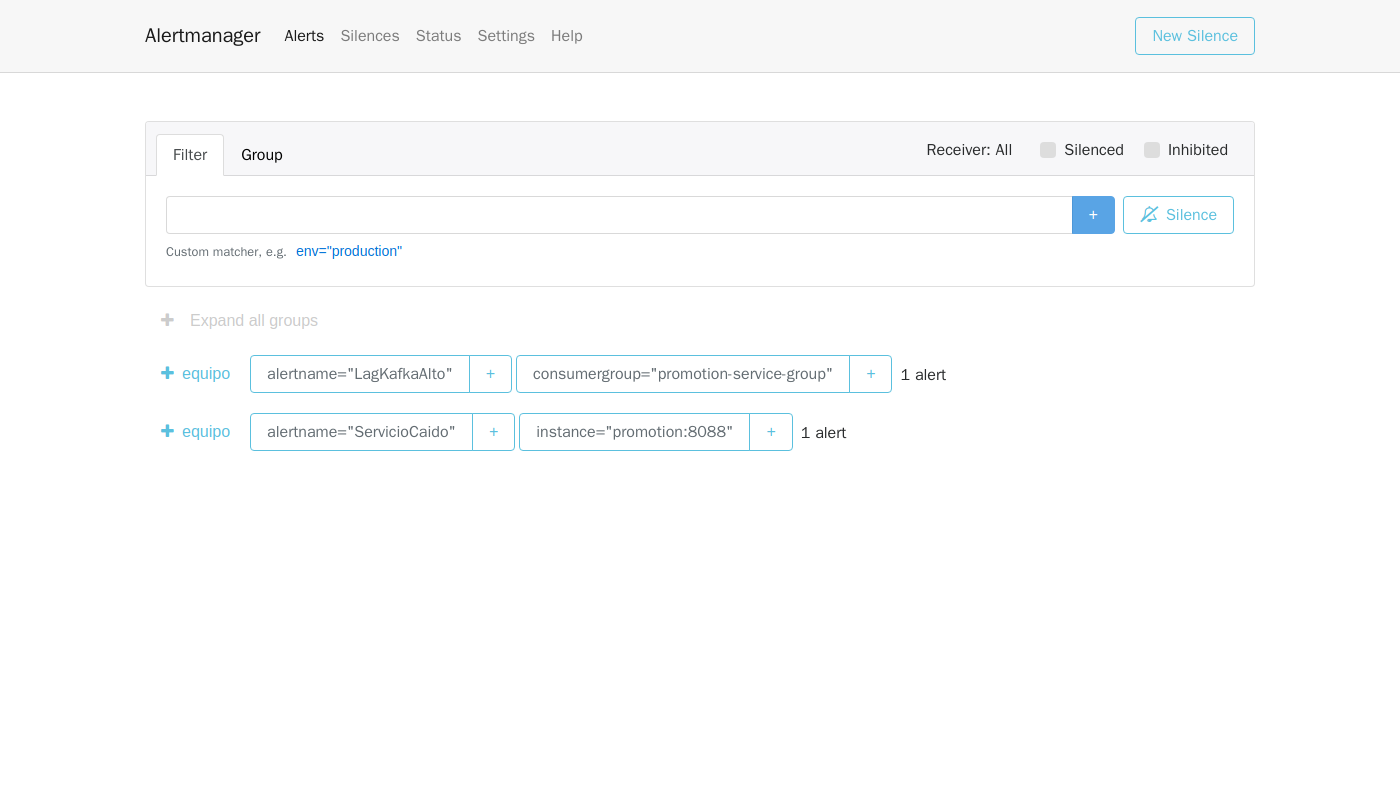 Alertmanager Alerts Silences Status Settings Help New Silence
Filter Group Receiver: All Silenced Inhibited
+ Silence
Custom matcher, e.g. env="production"
Expand all groups
equipo alertname="LagKafkaAlto" + consumergroup="promotion-service-group" + 1 alert
equipo alertname="ServicioCaido" + instance="promotion:8088" + 1 alert